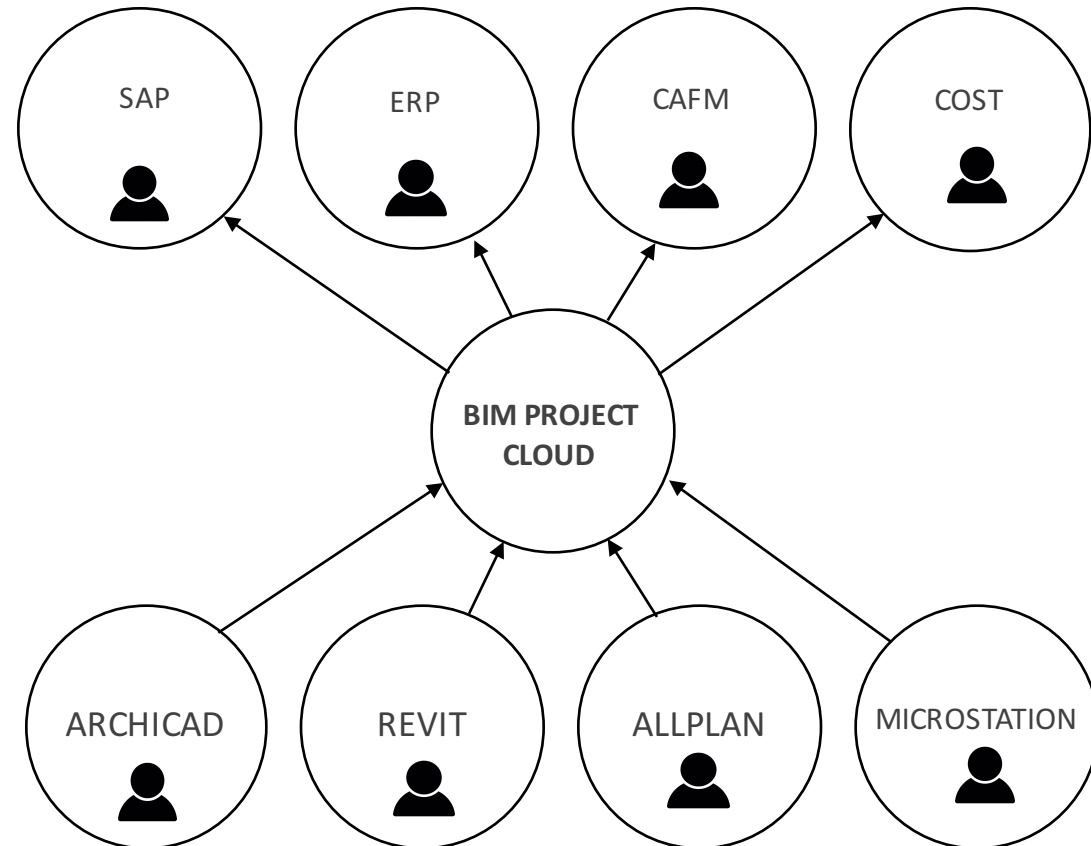 SAP
ERP
CAFM
COST
BIM PROJECT
CLOUD
ARCHICAD
REVIT
ALLPLAN
MICROSTATION